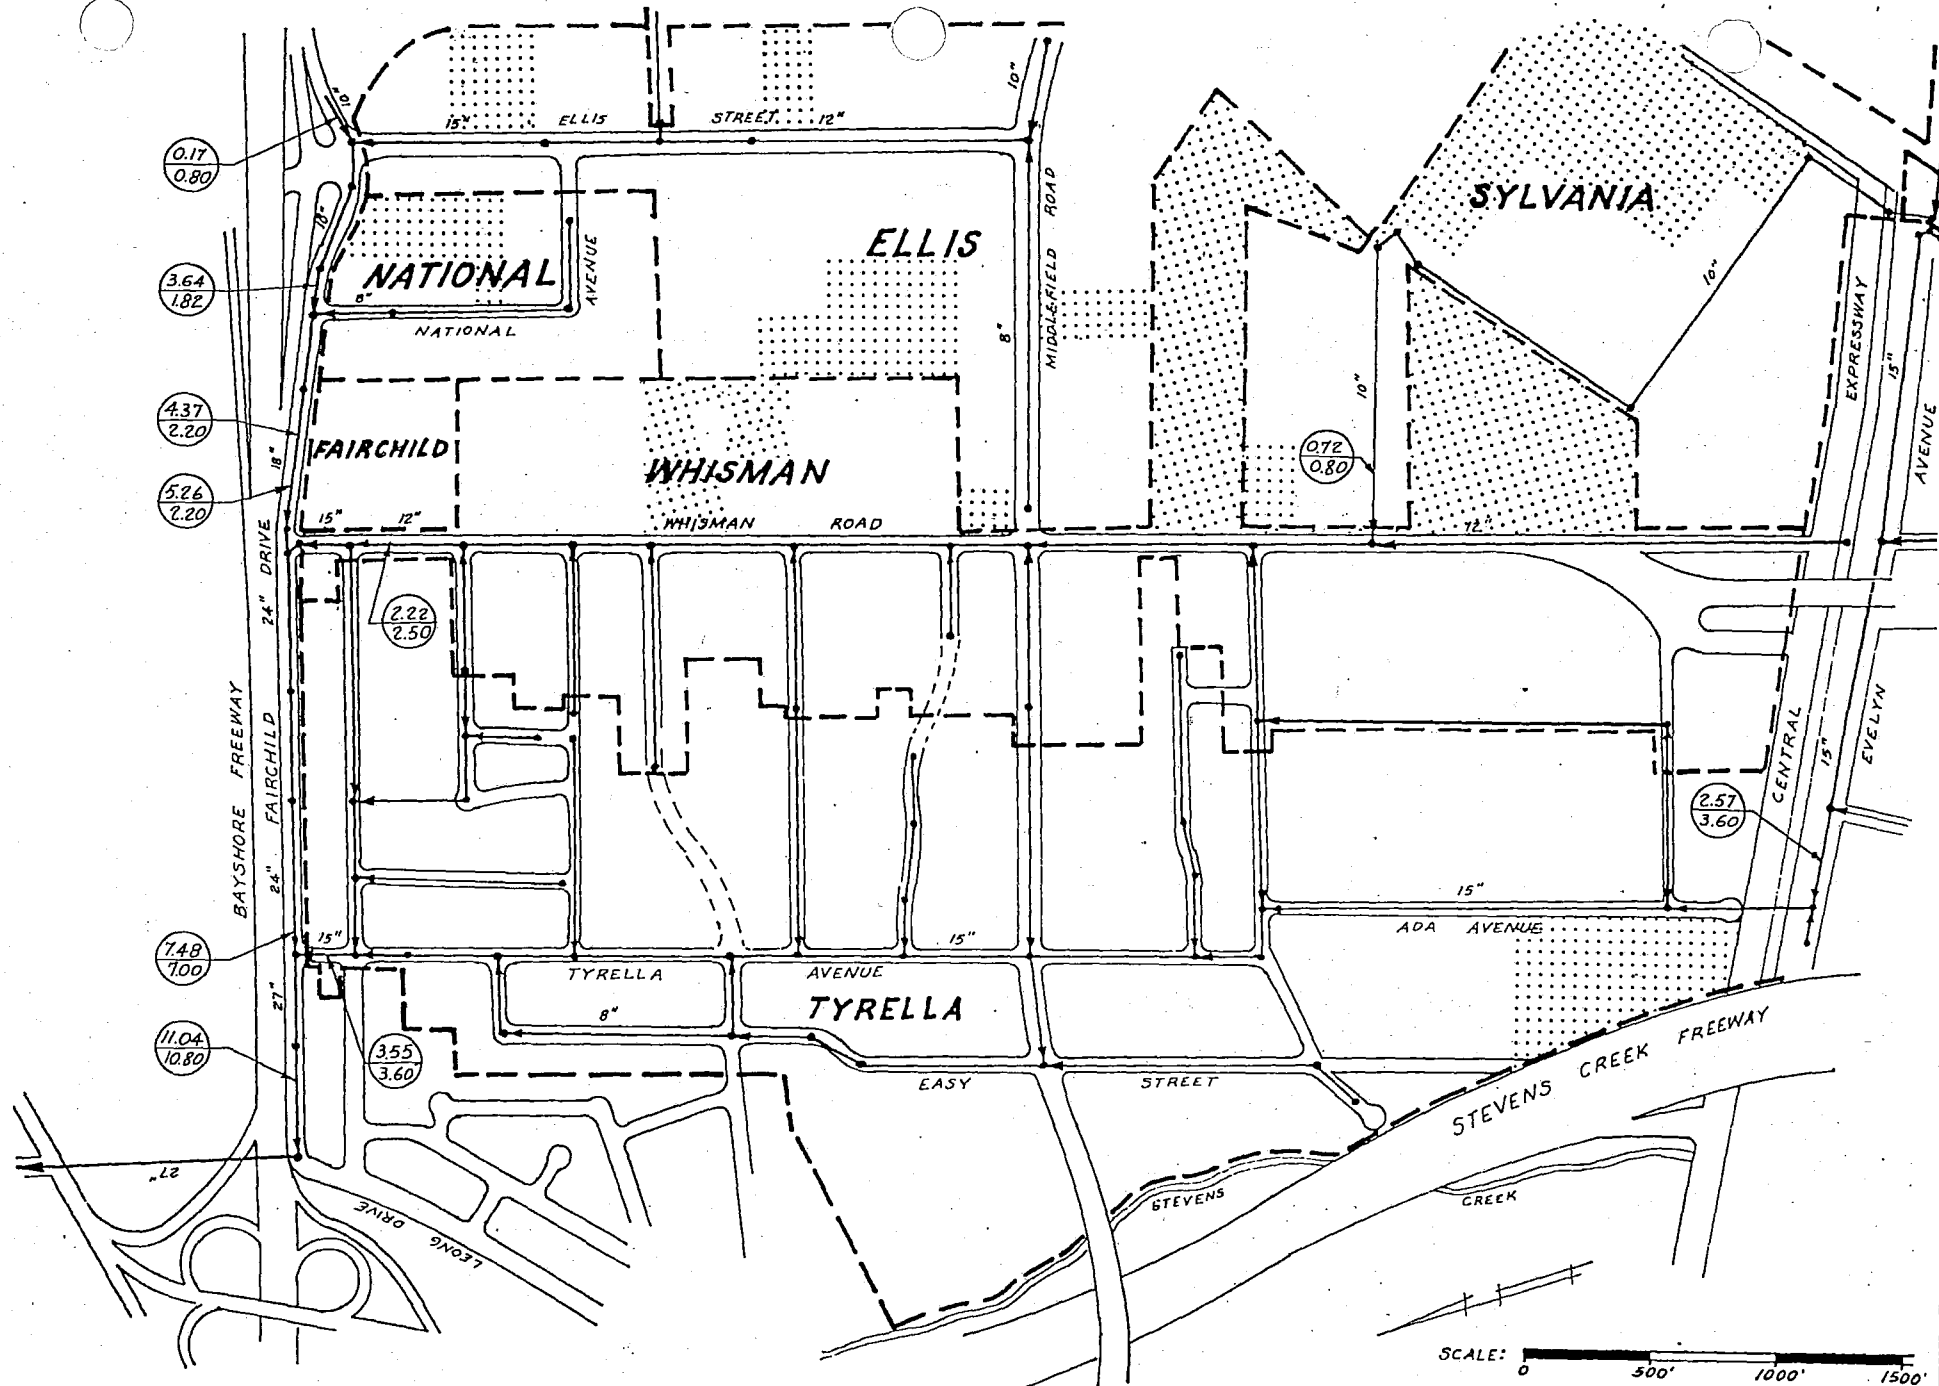 10"
10"
15"
ELLIS
STREET
12"
0.17
0.80
MIDDLEFIELD ROAD
SYLVANIA
18"
ELLIS
NATIONAL
AVENUE
3.64
1.82
8"
NATIONAL
10"
EXPRESSWAY
8"
15"
10"
4.37
2.20
AVENUE
FAIRCHILD
18"
WHISMAN
0.72
0.80
5.26
2.20
15"
12"
WHISMAN
ROAD
12"
24" DRIVE
2.22
2.50
BAYSHORE FREEWAY
FAIRCHILD
CENTRAL
15"
EVELYN
2.57
3.60
24"
15"
ADA AVENUE
7.48
7.00
15"
15"
TYRELLA
AVENUE
27"
TYRELLA
8"
11.04
10.80
3.55
3.60
EASY
STREET
STEVENS CREEK FREEWAY
27"
STEVENS
CREEK
LEONG DRIVE
SCALE:
0
500'
1000'
1500'